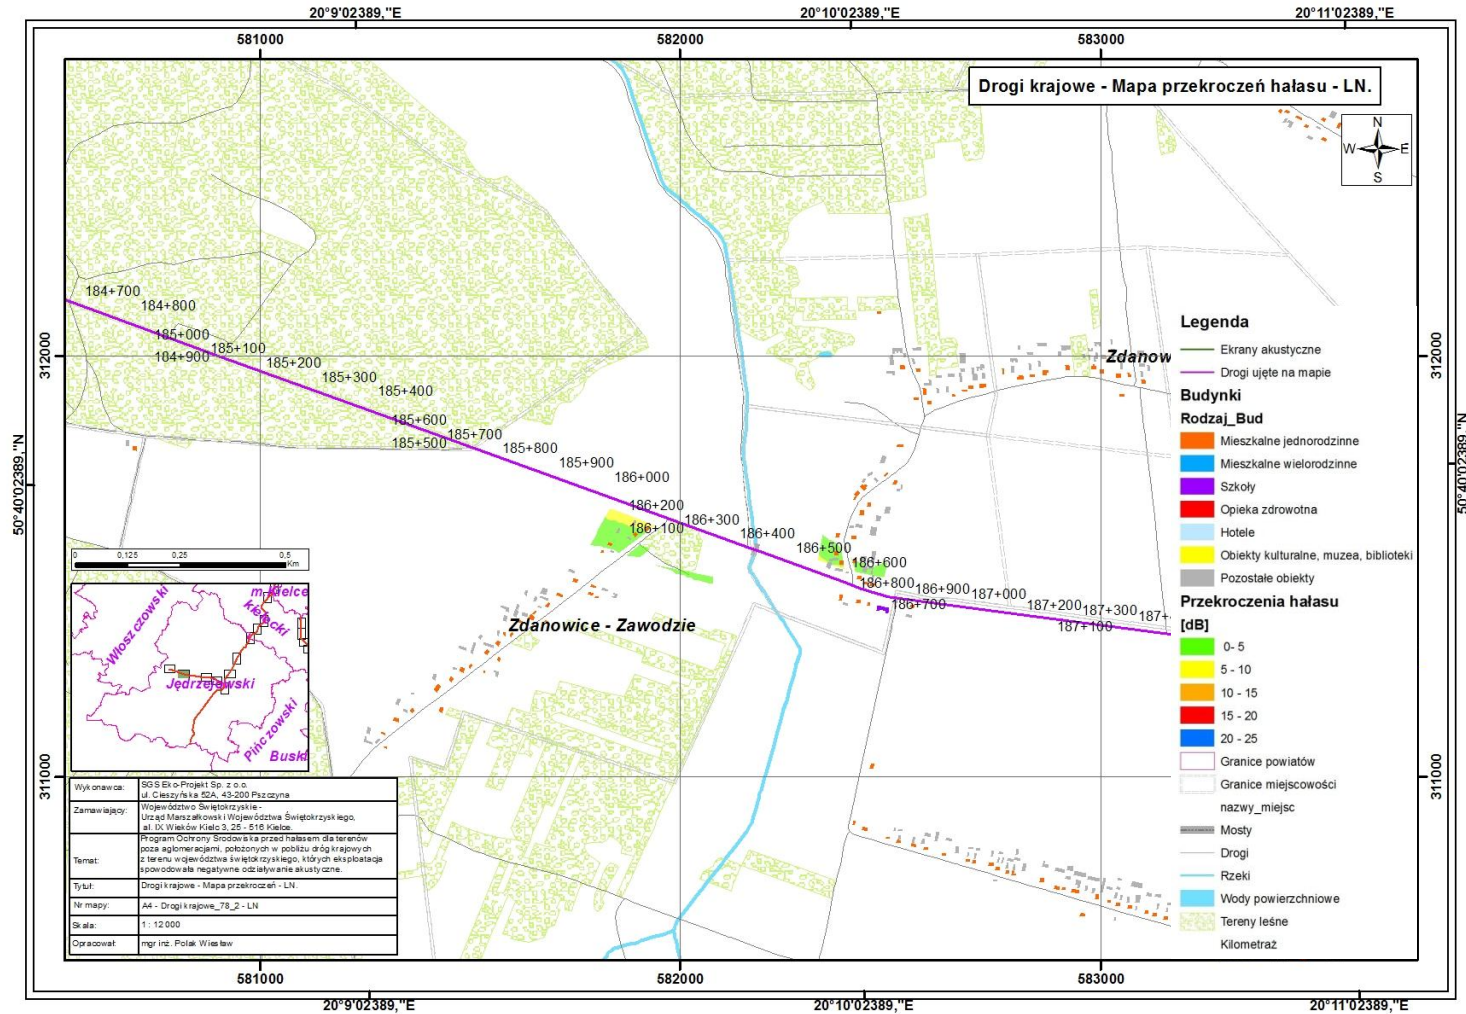 20°9'02389,"E
20°10'02389,"E
20°11'02389,"E
581000
582000
583000
Drogi krajowe - Mapa przekroczeń hałasu - LN.
N
W
E
S
312000
312000
50°40'02389,"N
50°40'02389,"N
311000
311000
184+700
184+800
185+000
184+900
185+100
185+200
185+300
185+400
185+600
185+500
185+700
185+800
185+900
186+000
186+200
186+100
186+300
186+400
186+500
186+600
186+800
186+700
186+900
187+000
187+200
187+100
187+300
187+
Zdanow
Zdanowice - Zawodzie
Legenda
Ekrany akustyczne
Drogi ujęte na mapie
Budynki
Rodzaj_Bud
Mieszkalne jednorodzinne
Mieszkalne wielorodzinne
Szkoły
Opieka zdrowotna
Hotele
Obiekty kulturalne, muzea, biblioteki
Pozostałe obiekty
Przekroczenia hałasu
[dB]
0- 5
5 - 10
10 - 15
15 - 20
20 - 25
Granice powiatów
Granice miejscowości
nazwy_miejsc
Mosty
Drogi
Rzeki
Wody powierzchniowe
Tereny leśne
Kilometraż
0 0,125 0,25 0,5
Km
m. Kielce
kielecki
Włoszczowski
Jędrzejowski
Pińczowski
Buski
Wykonawca: SGS Eko-Projekt Sp. z o.o.
ul. Cieszyńska 52A, 43-200 Pszczyna
Zamawiający: Województwo Świętokrzyskie -
Urząd Marszałkowski Województwa Świętokrzyskiego,
al. IX Wieków Kielc 3, 25 - 516 Kielce.
Temat: Program Ochrony Środowiska przed hałasem dla terenów
poza aglomeracjami, położonych w pobliżu dróg krajowych
z terenu województwa świętokrzyskiego, których eksploatacja
spowodowała negatywne odziaływanie akustyczne.
Tytuł: Drogi krajowe - Mapa przekroczeń - LN.
Nr mapy: A4 - Drogi krajowe_78_2 - LN
Skala: 1 : 12 000
Opracował: mgr inż. Polak Wiesław
581000
582000
583000
20°9'02389,"E
20°10'02389,"E
20°11'02389,"E